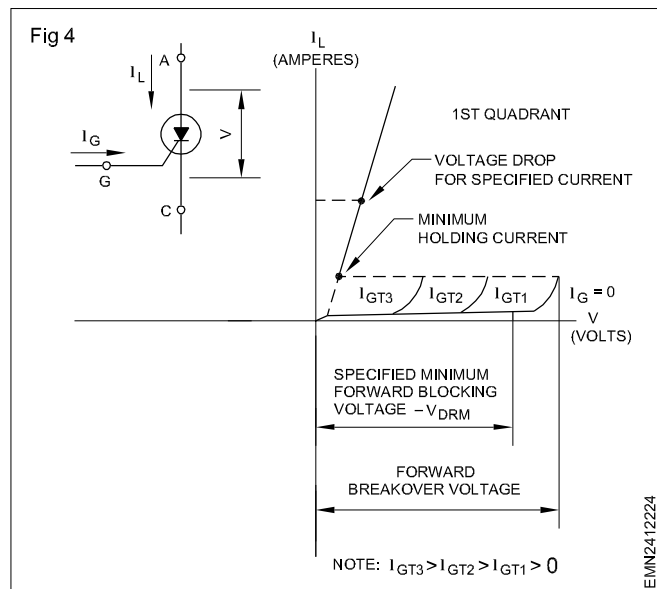 Fig 4
A
I_L
V
I_G
G
C
I_L
(AMPERES)
1ST QUADRANT
VOLTAGE DROP
FOR SPECIFIED CURRENT
MINIMUM
HOLDING CURRENT
I_GT3 I_GT2 I_GT1 I_G = 0
V
(VOLTS)
SPECIFIED MINIMUM
FORWARD BLOCKING
VOLTAGE – V_DRM
FORWARD
BREAKOVER VOLTAGE
NOTE: I_GT3 > I_GT2 > I_GT1 > 0
EMN2412224